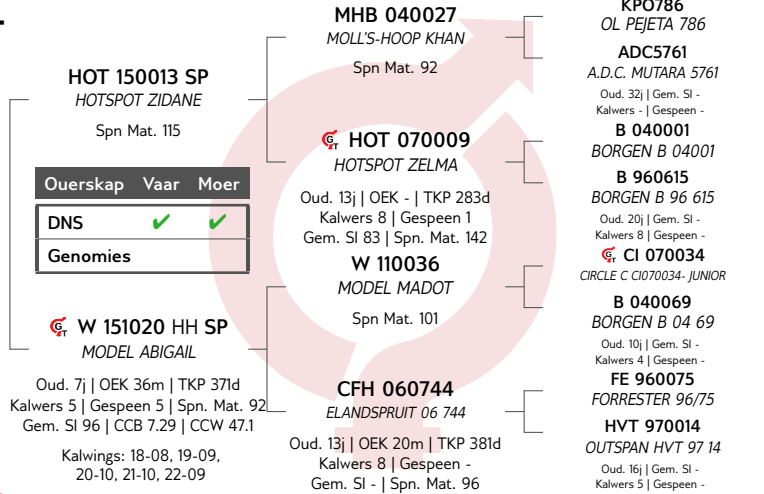 HOT 150013 SP
HOTSPOT ZIDANE
Spn Mat. 115
Ouerskap Vaar Moer
DNS ✔ ✔
Genomies
GT W 151020 HH SP
MODEL ABIGAIL
Oud. 7j | OEK 36m | TKP 371d
Kalwers 5 | Gespeen 5 | Spn. Mat. 92
Gem. SI 96 | CCB 7.29 | CCW 47.1
Kalwings: 18-08, 19-09,
20-10, 21-10, 22-09
MHB 040027
MOLL'S-HOOP KHAN
Spn Mat. 92
GT HOT 070009
HOTSPOT ZELMA
Oud. 13j | OEK - | TKP 283d
Kalwers 8 | Gespeen 1
Gem. SI 83 | Spn. Mat. 142
W 110036
MODEL MADOT
Spn Mat. 101
CFH 060744
ELANDSPRUIT 06 744
Oud. 13j | OEK 20m | TKP 381d
Kalwers 8 | Gespeen -
Gem. SI - | Spn. Mat. 96
KPO786
OL PEJETA 786
ADC5761
A.D.C. MUTARA 5761
Oud. 32j | Gem. SI -
Kalwers - | Gespeen -
B 040001
BORGEN B 04001
B 960615
BORGEN B 96 615
Oud. 20j | Gem. SI -
Kalwers 8 | Gespeen -
GT CI 070034
CIRCLE C CI070034- JUNIOR
B 040069
BORGEN B 04 69
Oud. 10j | Gem. SI -
Kalwers 4 | Gespeen -
FE 960075
FORRESTER 96/75
HVT 970014
OUTSPAN HVT 97 14
Oud. 16j | Gem. SI -
Kalwers 5 | Gespeen -